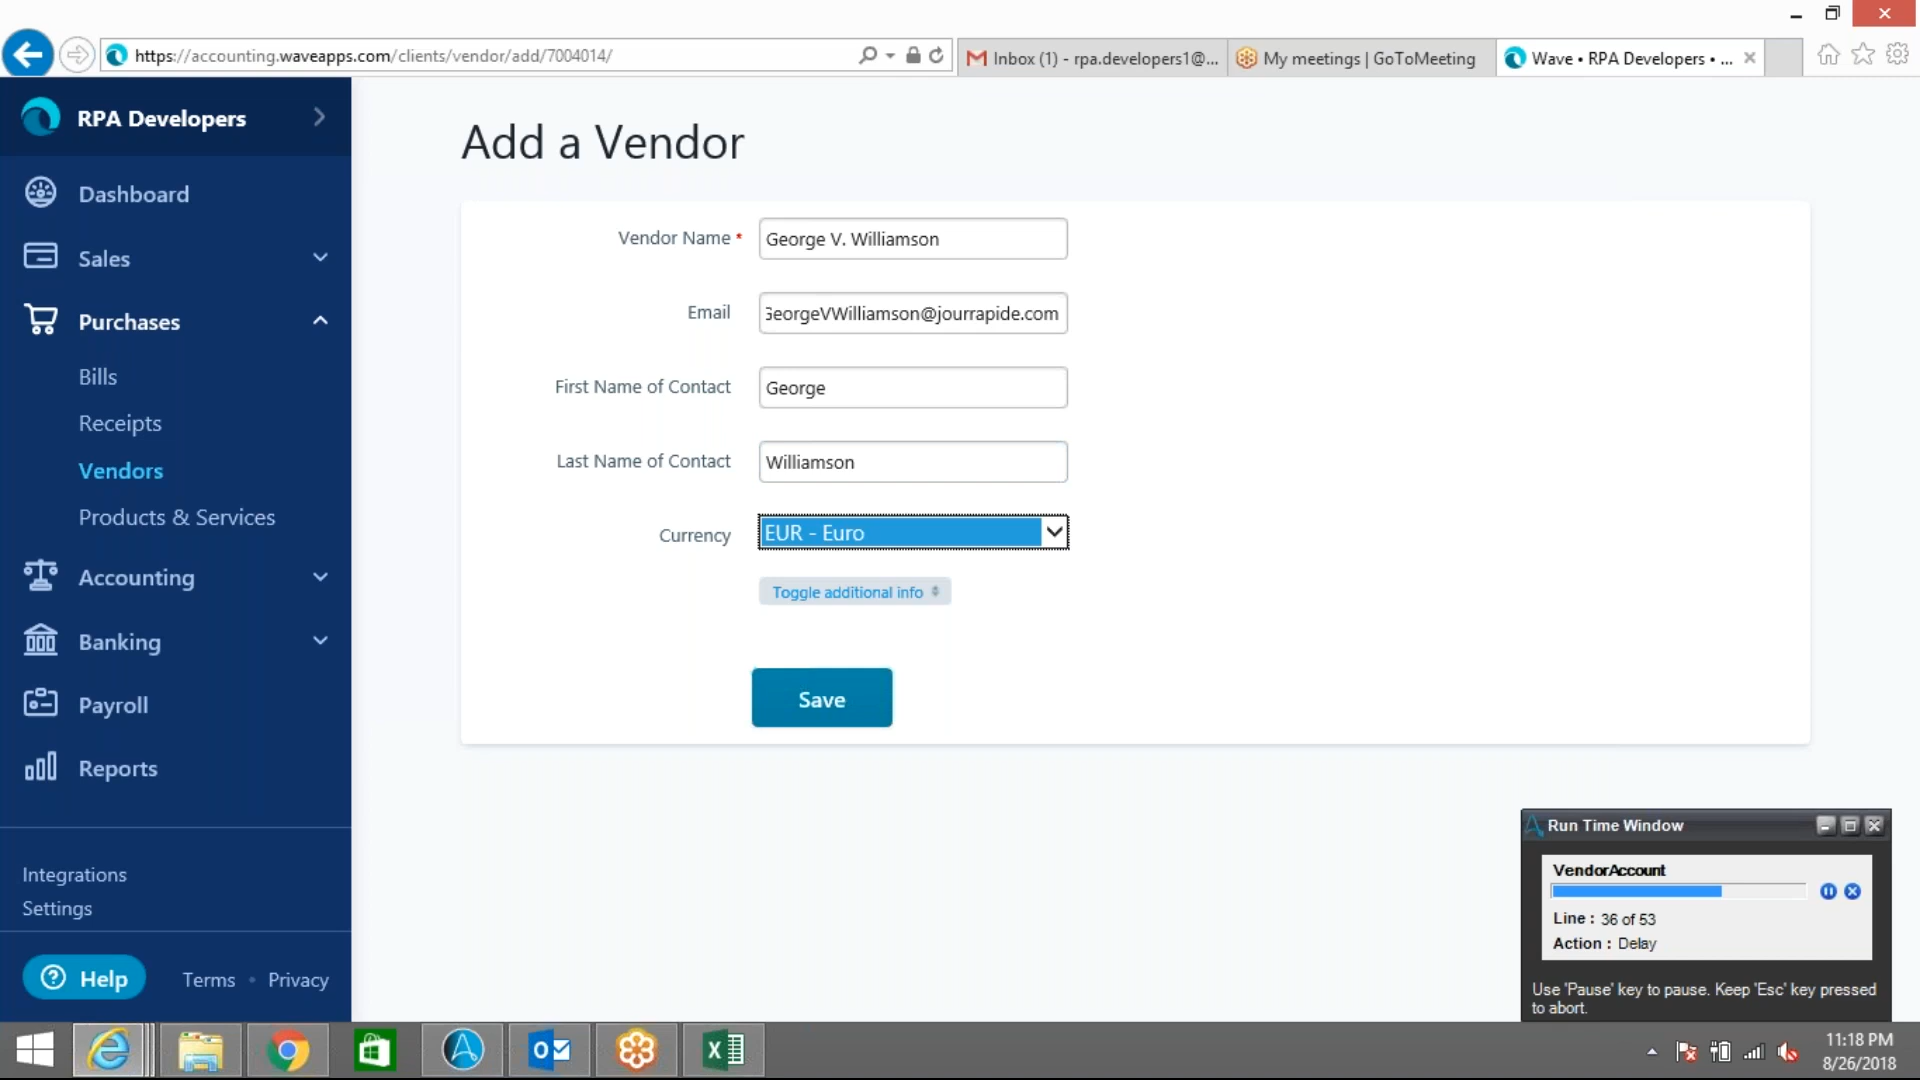 https://accounting.waveapps.com/clients/vendor/add/7004014/
Inbox (1) - rpa.developers1@...
My meetings | GoToMeeting
Wave • RPA Developers • ...
RPA Developers
Dashboard
Sales
Purchases
Bills
Receipts
Vendors
Products & Services
Accounting
Banking
Payroll
Reports
Integrations
Settings
Help
Terms • Privacy
Add a Vendor
Vendor Name * George V. Williamson
Email GeorgeVWilliamson@jourrapide.com
First Name of Contact George
Last Name of Contact Williamson
Currency EUR - Euro
Toggle additional info
Save
Run Time Window
VendorAccount
Line : 36 of 53
Action : Delay
Use 'Pause' key to pause. Keep 'Esc' key pressed
to abort.
11:18 PM
8/26/2018